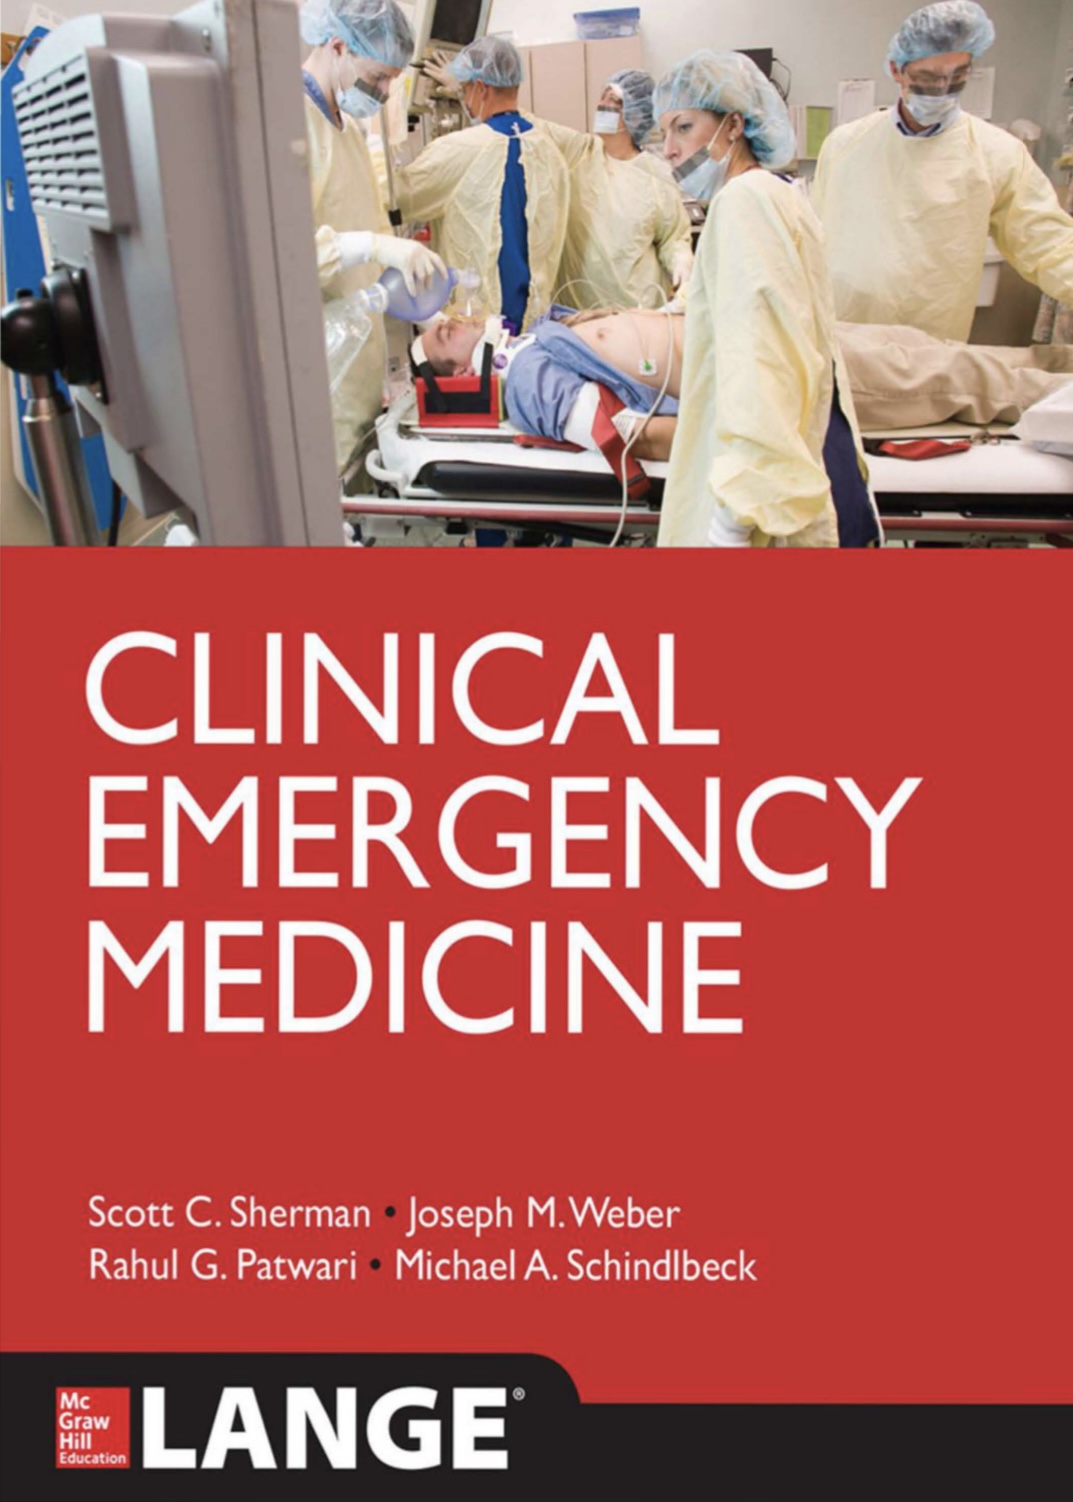 CLINICAL
EMERGENCY
MEDICINE
Scott C. Sherman • Joseph M. Weber
Rahul G. Patwari • Michael A. Schindlbeck
Mc
Graw
Hill
Education
LANGE®